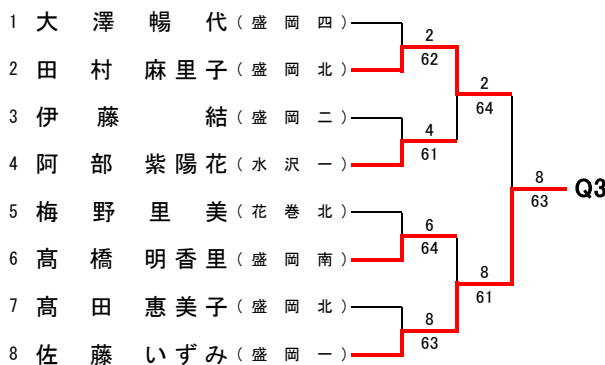 1 大澤暢代（盛岡四）
2 田村麻里子（盛岡北）
3 伊藤結（盛岡二）
4 阿部紫陽花（水沢一）
5 梅野里美（花巻北）
6 髙橋明香里（盛岡南）
7 髙田惠美子（盛岡北）
8 佐藤いずみ（盛岡一）
2
62
4
61
6
64
8
63
2
64
8
61
8
63
Q3